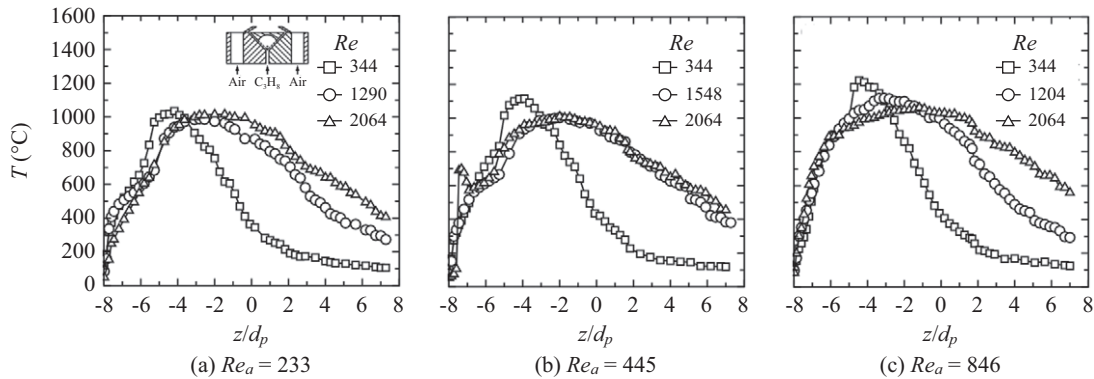 1600
1400
1200
1000
800
600
400
200
0
T (°C)
Air C₃H₈ Air
Re
344
1290
2064
-8 -6 -4 -2 0 2 4 6 8
z/dₚ
(a) Reₐ = 233
Re
344
1548
2064
-8 -6 -4 -2 0 2 4 6 8
z/dₚ
(b) Reₐ = 445
Re
344
1204
2064
-8 -6 -4 -2 0 2 4 6 8
z/dₚ
(c) Reₐ = 846